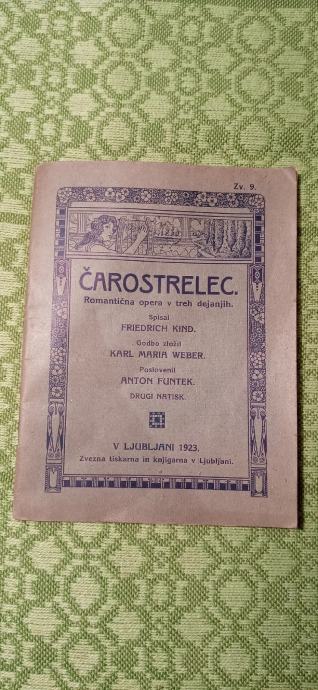 Zv. 9.
ČAROSTRELEC.
Romantična opera v treh dejanjih.
Spisal
FRIEDRICH KIND.
Godbo zložil
KARL MARIA WEBER.
Poslovenil
ANTON FUNTEK.
DRUGI NATISK.
V LJUBLJANI 1923.
Zvezna tiskarna in knjigarna v Ljubljani.